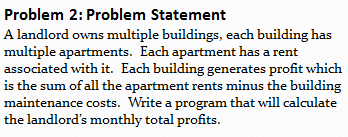 Problem 2: Problem Statement
A landlord owns multiple buildings, each building has
multiple apartments.  Each apartment has a rent
associated with it.  Each building generates profit which
is the sum of all the apartment rents minus the building
maintenance costs.  Write a program that will calculate
the landlord's monthly total profits.